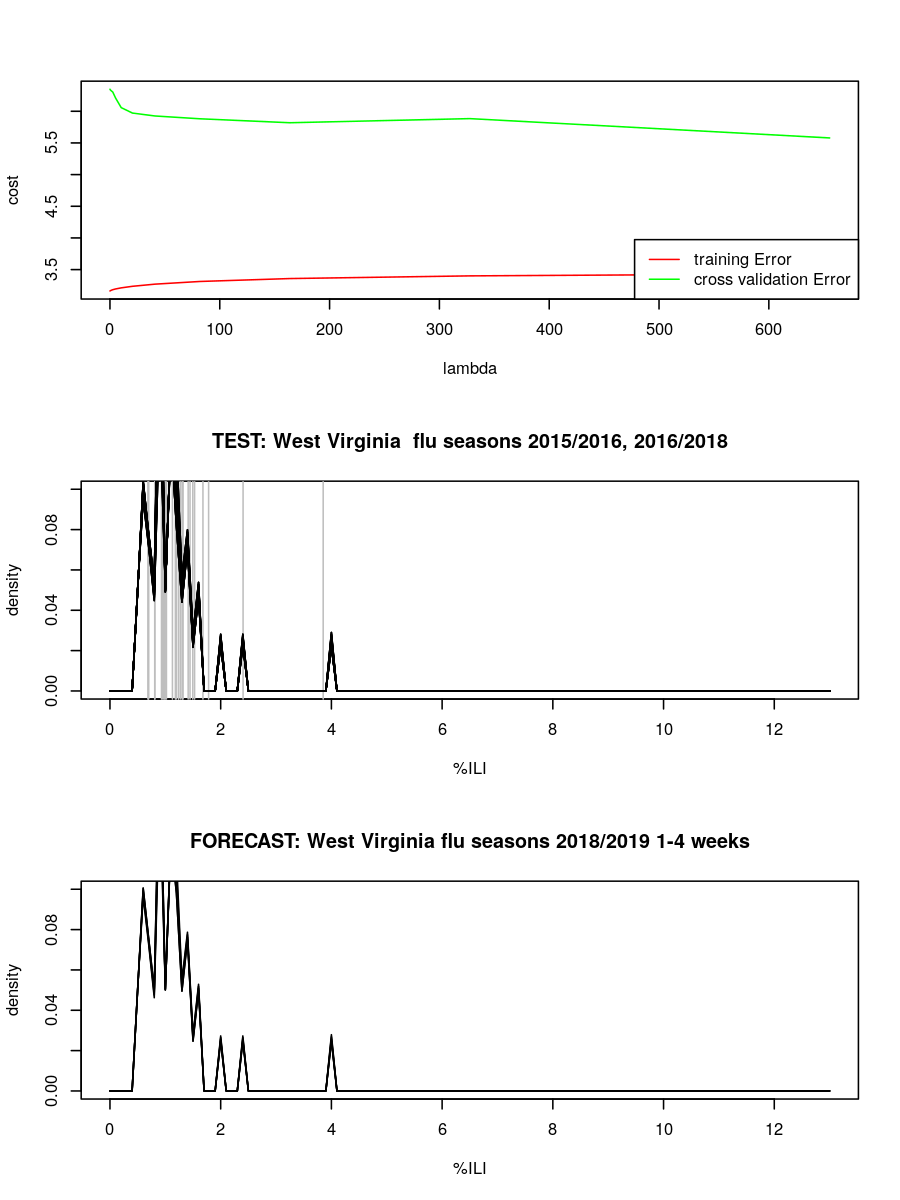 cost
5.5
4.5
3.5
training Error
cross validation Error
0 100 200 300 400 500 600
lambda
TEST: West Virginia  flu seasons 2015/2016, 2016/2018
density
0.08
0.04
0.00
0 2 4 6 8 10 12
%ILI
FORECAST: West Virginia flu seasons 2018/2019 1-4 weeks
density
0.08
0.04
0.00
0 2 4 6 8 10 12
%ILI